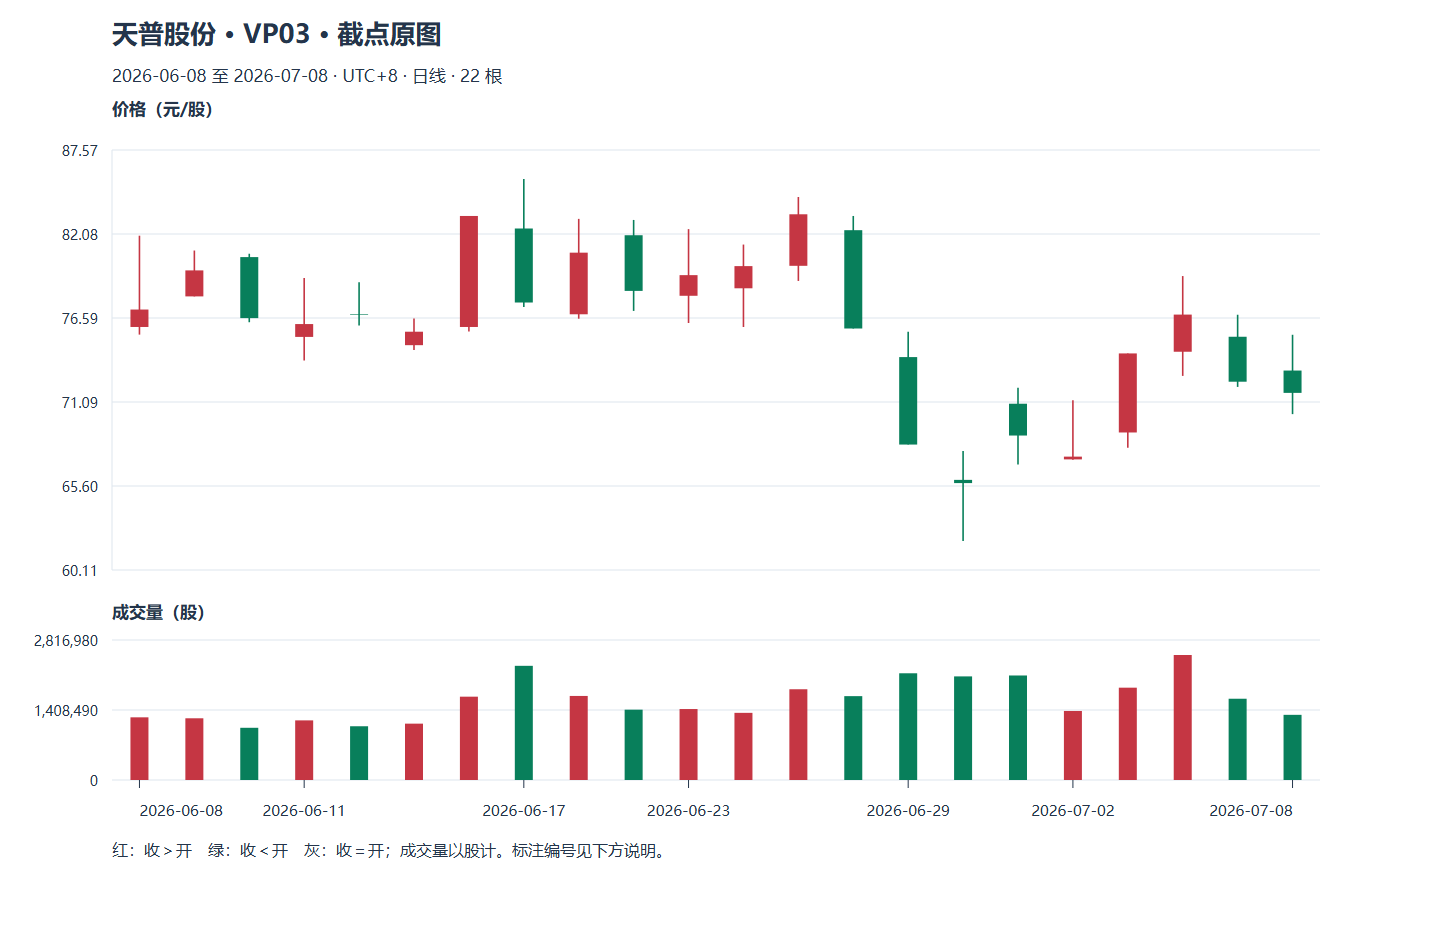 天普股份 · VP03 · 截点原图
2026-06-08 至 2026-07-08 · UTC+8 · 日线 · 22 根
价格（元/股）
87.57
82.08
76.59
71.09
65.60
60.11
成交量（股）
2,816,980
1,408,490
0
2026-06-08 2026-06-11 2026-06-17 2026-06-23 2026-06-29 2026-07-02 2026-07-08
红：收 > 开 绿：收 < 开 灰：收 = 开；成交量以股计。标注编号见下方说明。